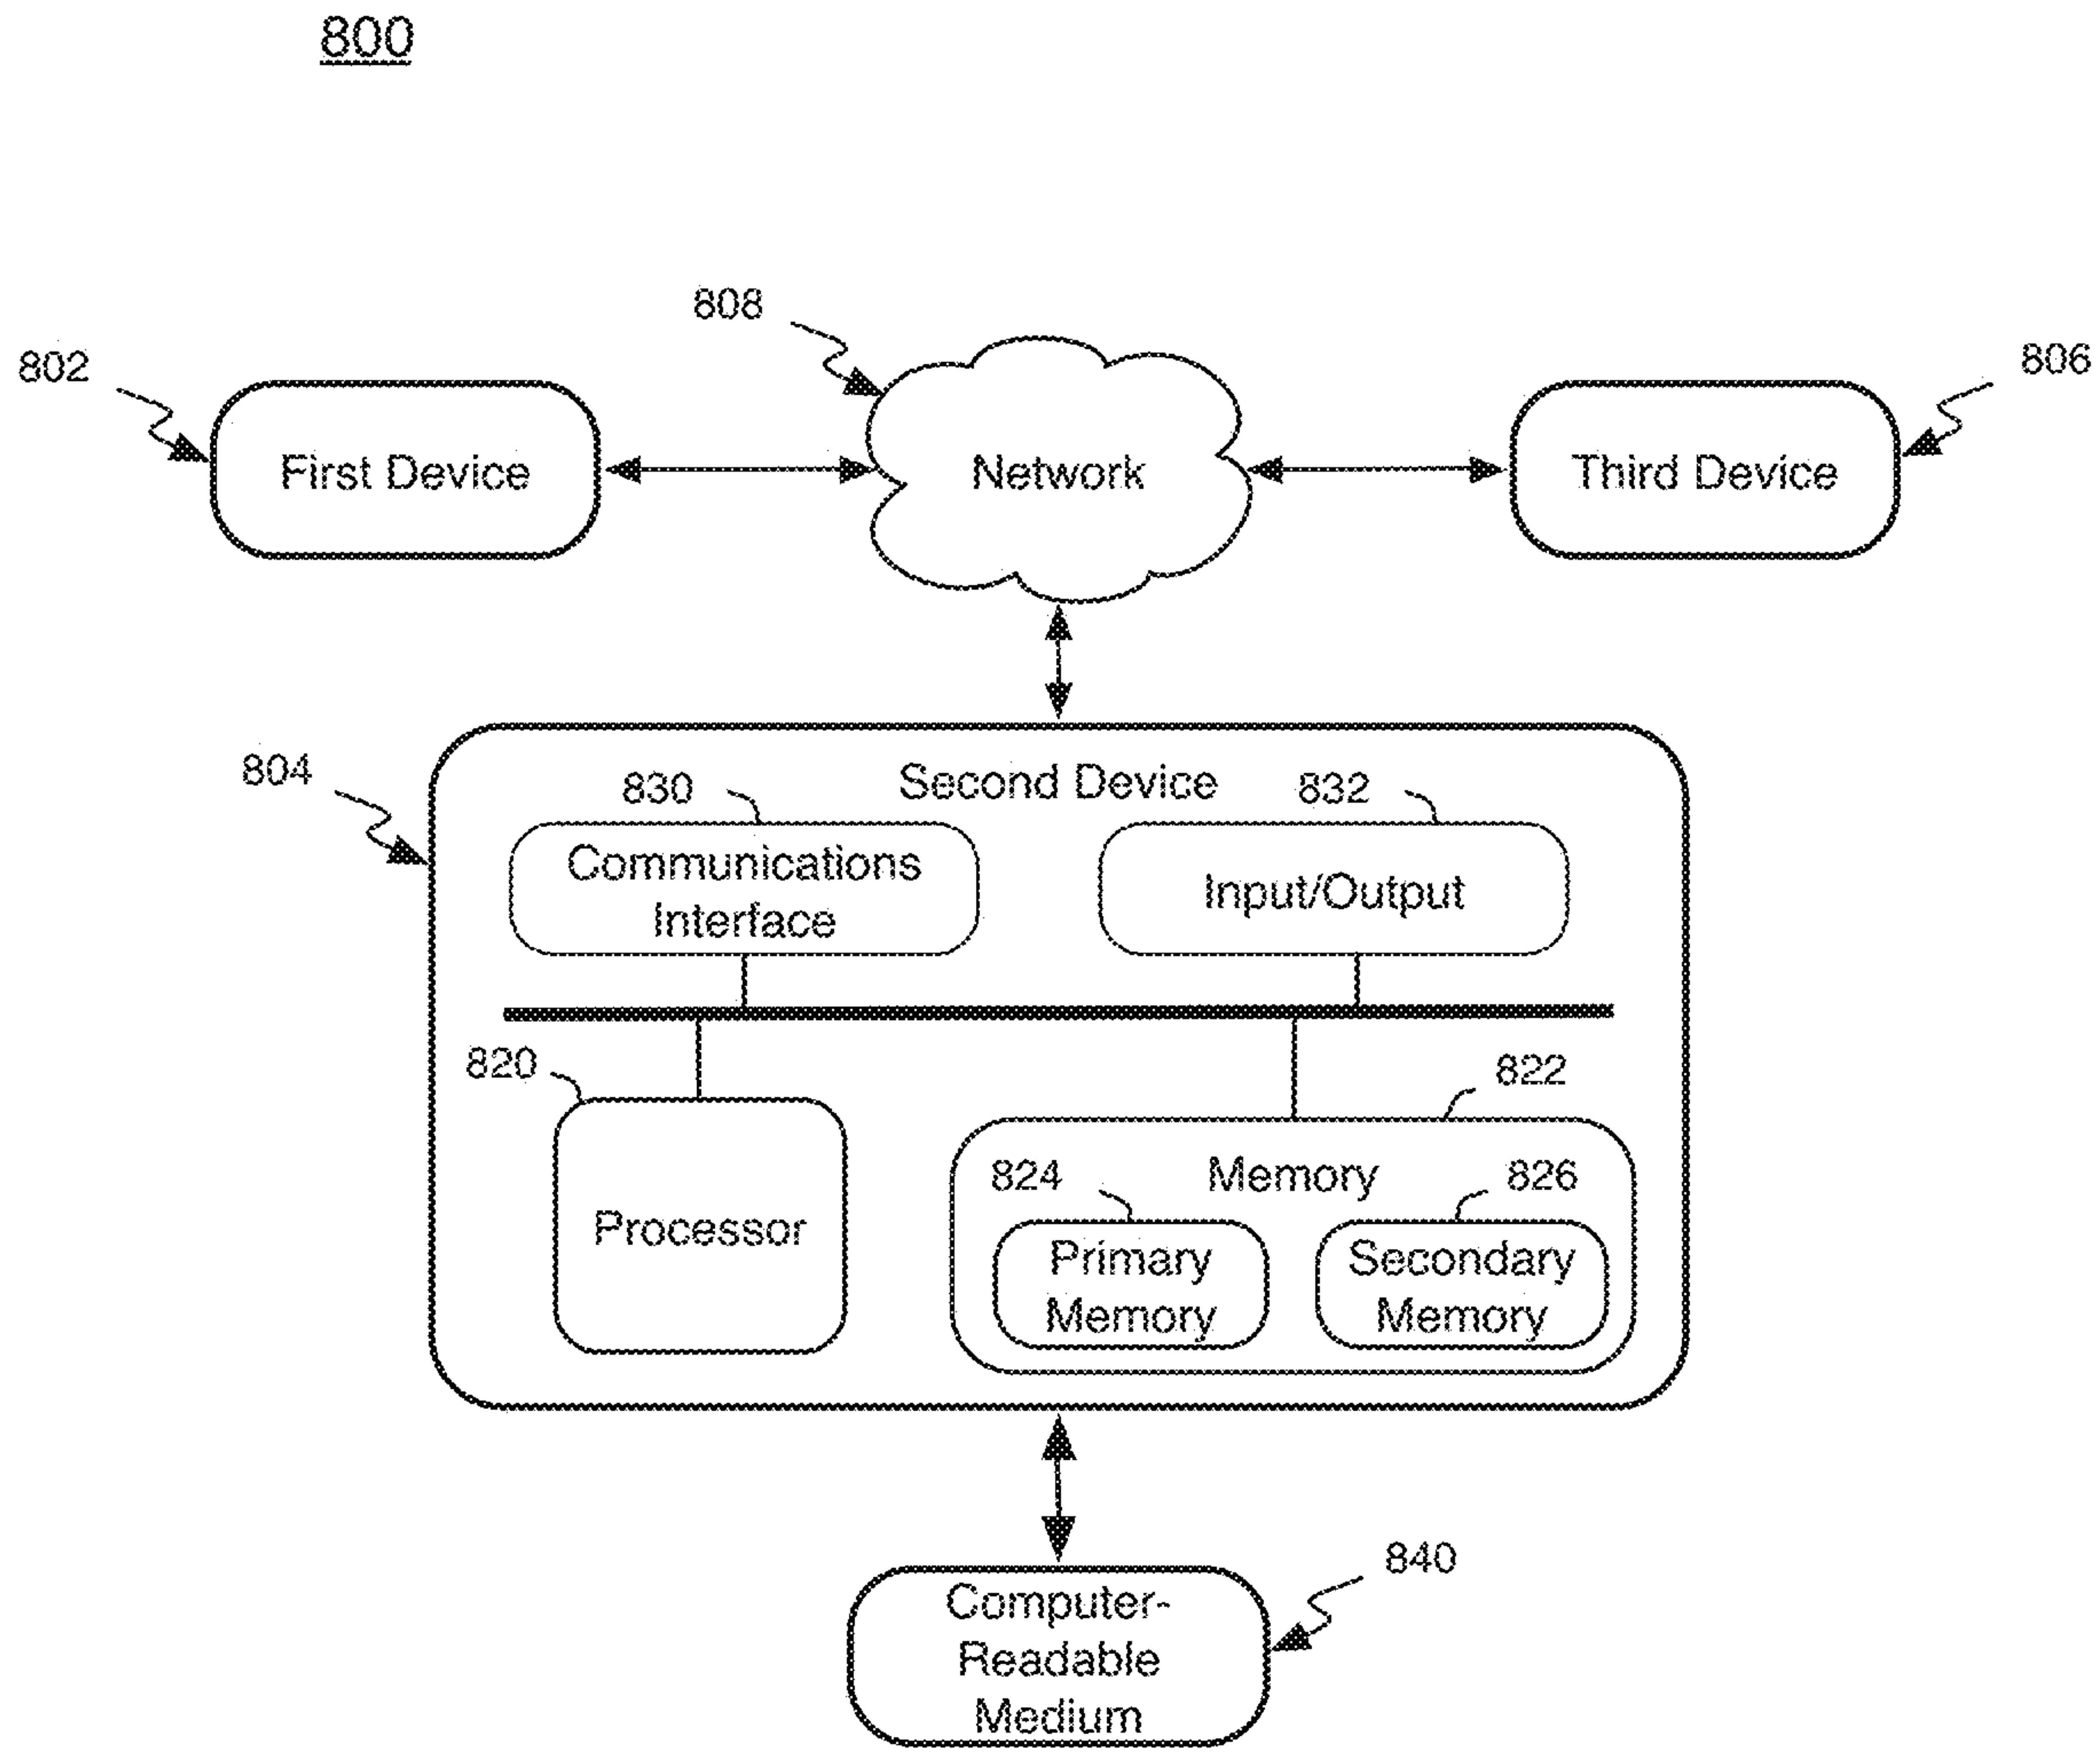 800
808
802
806
First Device
Network
Third Device
804
Second Device
830
832
Communications
Interface
Input/Output
820
822
Memory
824
826
Processor
Primary
Memory
Secondary
Memory
840
Computer-
Readable
Medium